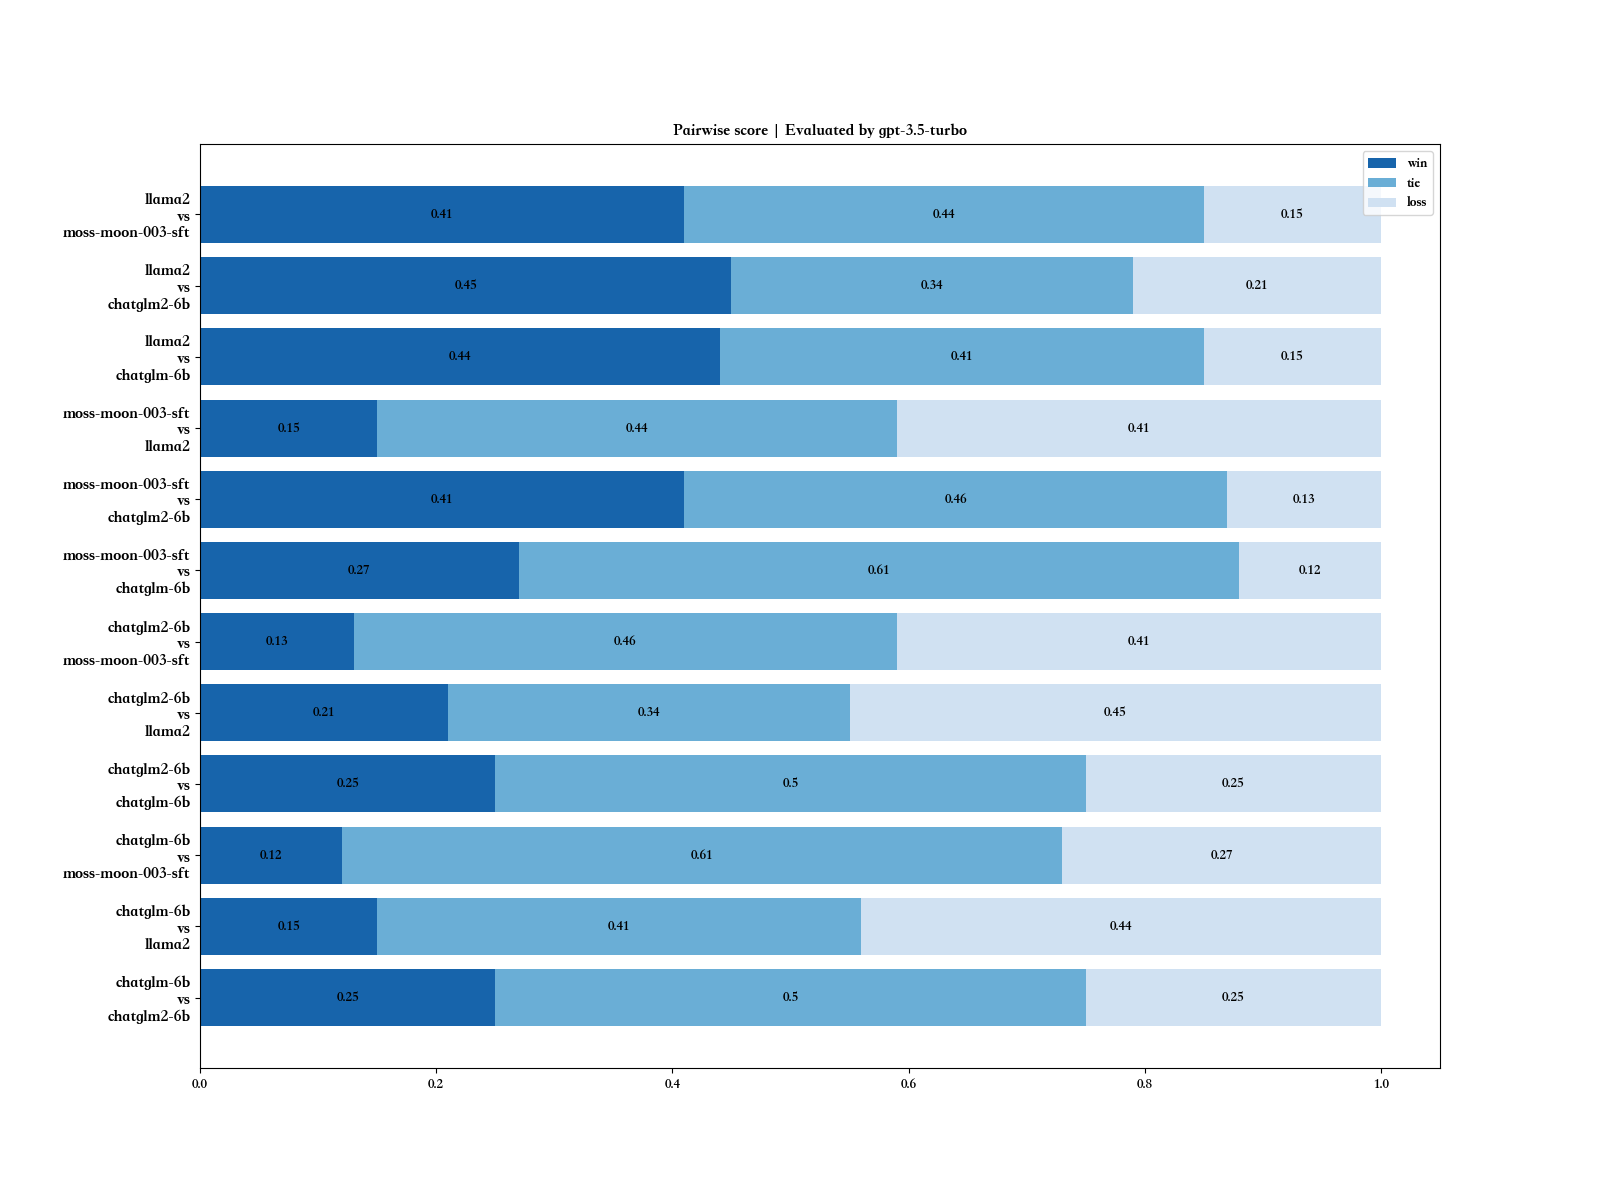 Pairwise score | Evaluated by gpt-3.5-turbo
win
tie
loss
llama2
vs
moss-moon-003-sft
0.41 0.44 0.15
llama2
vs
chatglm2-6b
0.45 0.34 0.21
llama2
vs
chatglm-6b
0.44 0.41 0.15
moss-moon-003-sft
vs
llama2
0.15 0.44 0.41
moss-moon-003-sft
vs
chatglm2-6b
0.41 0.46 0.13
moss-moon-003-sft
vs
chatglm-6b
0.27 0.61 0.12
chatglm2-6b
vs
moss-moon-003-sft
0.13 0.46 0.41
chatglm2-6b
vs
llama2
0.21 0.34 0.45
chatglm2-6b
vs
chatglm-6b
0.25 0.5 0.25
chatglm-6b
vs
moss-moon-003-sft
0.12 0.61 0.27
chatglm-6b
vs
llama2
0.15 0.41 0.44
chatglm-6b
vs
chatglm2-6b
0.25 0.5 0.25
0.0 0.2 0.4 0.6 0.8 1.0